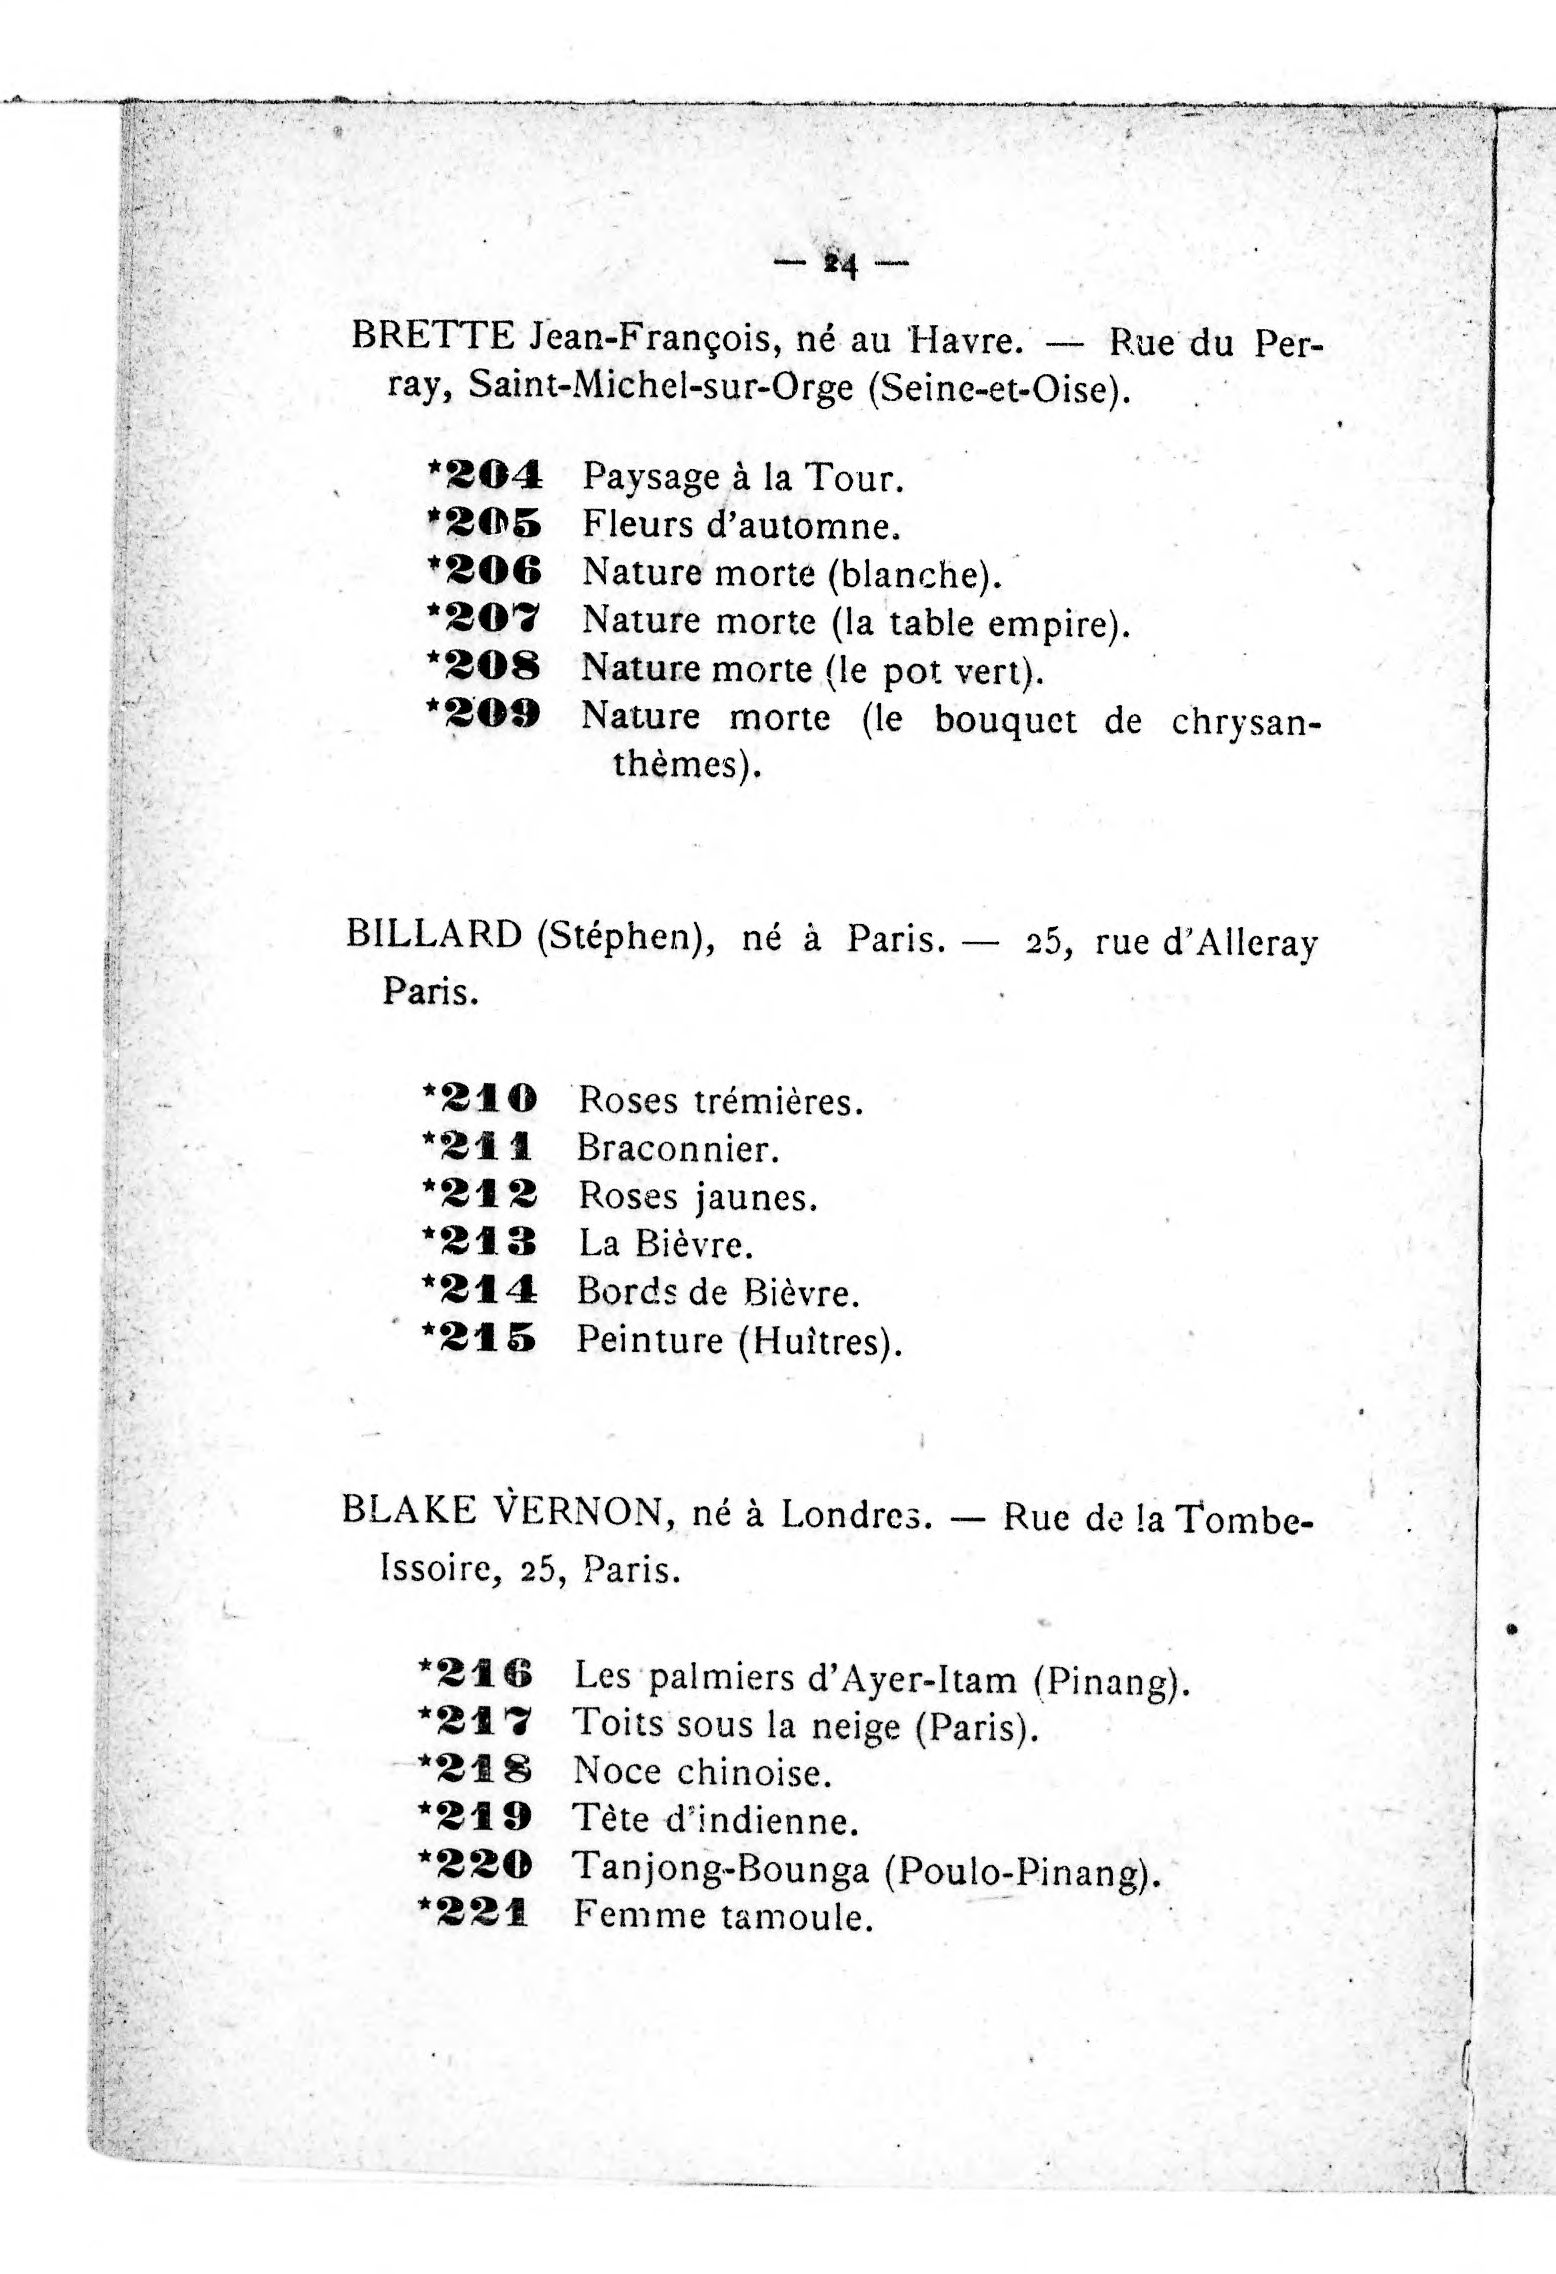 — 24 —
BRETTE Jean-François, né au Havre. — Rue du Per-
ray, Saint-Michel-sur-Orge (Seine-et-Oise).
*204 Paysage à la Tour.
*205 Fleurs d'automne.
*206 Nature morte (blanche).
*207 Nature morte (la table empire).
*208 Nature morte (le pot vert).
*209 Nature morte (le bouquet de chrysan-
thèmes).
BILLARD (Stéphen), né à Paris. — 25, rue d'Alleray
Paris.
*210 Roses trémières.
*211 Braconnier.
*212 Roses jaunes.
*213 La Bièvre.
*214 Bords de Bièvre.
*215 Peinture (Huîtres).
BLAKE VERNON, né à Londres. — Rue de la Tombe-
Issoire, 25, Paris.
*216 Les palmiers d'Ayer-Itam (Pinang).
*217 Toits sous la neige (Paris).
*218 Noce chinoise.
*219 Tète d'indienne.
*220 Tanjong-Bounga (Poulo-Pinang).
*221 Femme tamoule.